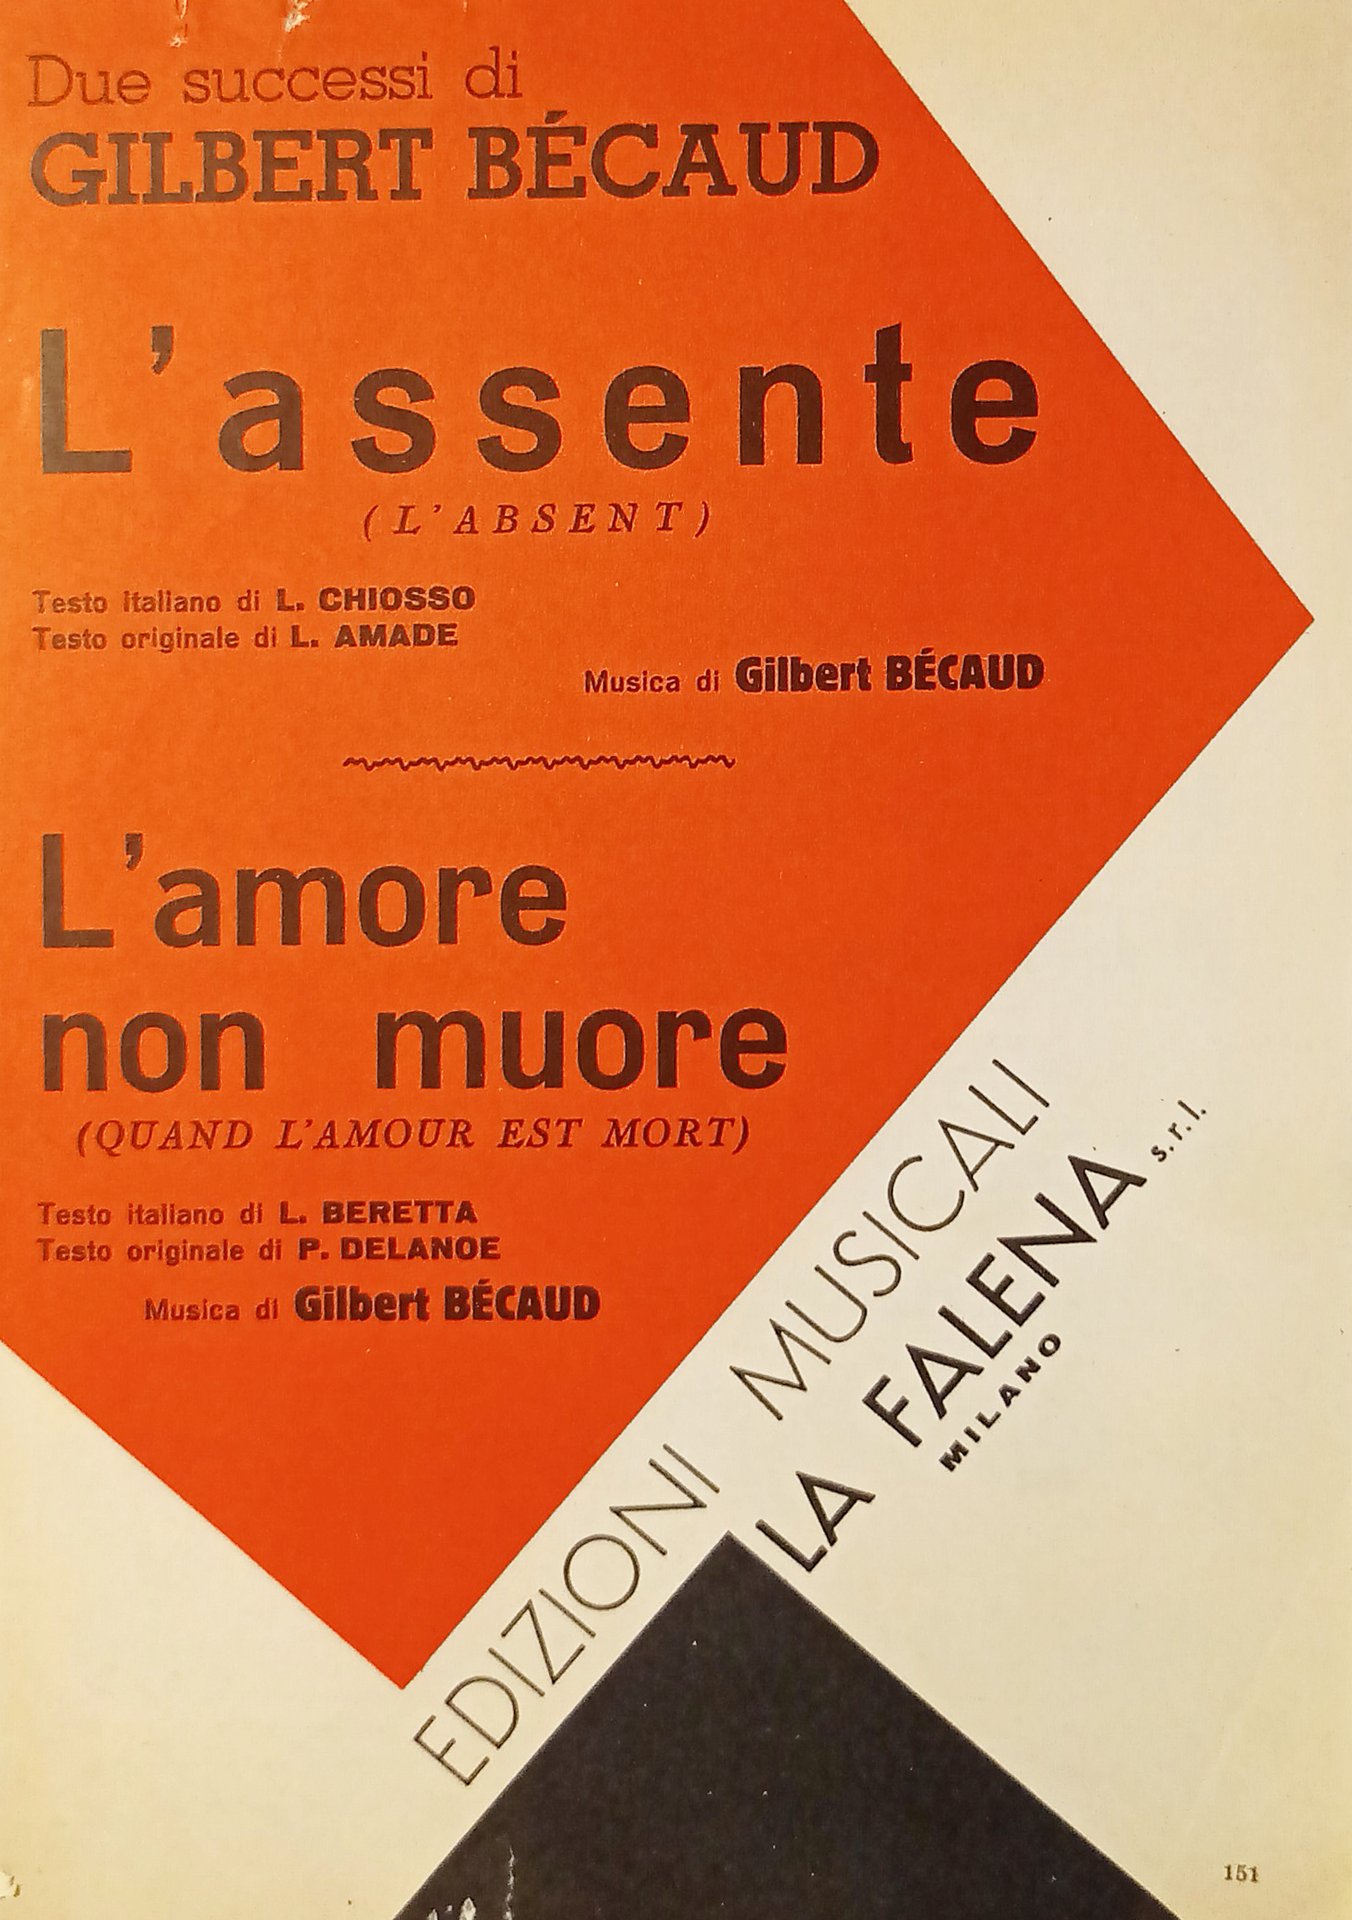 Due successi di
GILBERT BÉCAUD
L'assente
(L'ABSENT)
Testo italiano di L. CHIOSSO
Testo originale di L. AMADE
Musica di Gilbert BÉCAUD
L'amore
non muore
(QUAND L'AMOUR EST MORT)
Testo italiano di L. BERETTA
Testo originale di P. DELANOE
Musica di Gilbert BÉCAUD
EDIZIONI MUSICALI
LA FALENA s.r.l.
MILANO
151